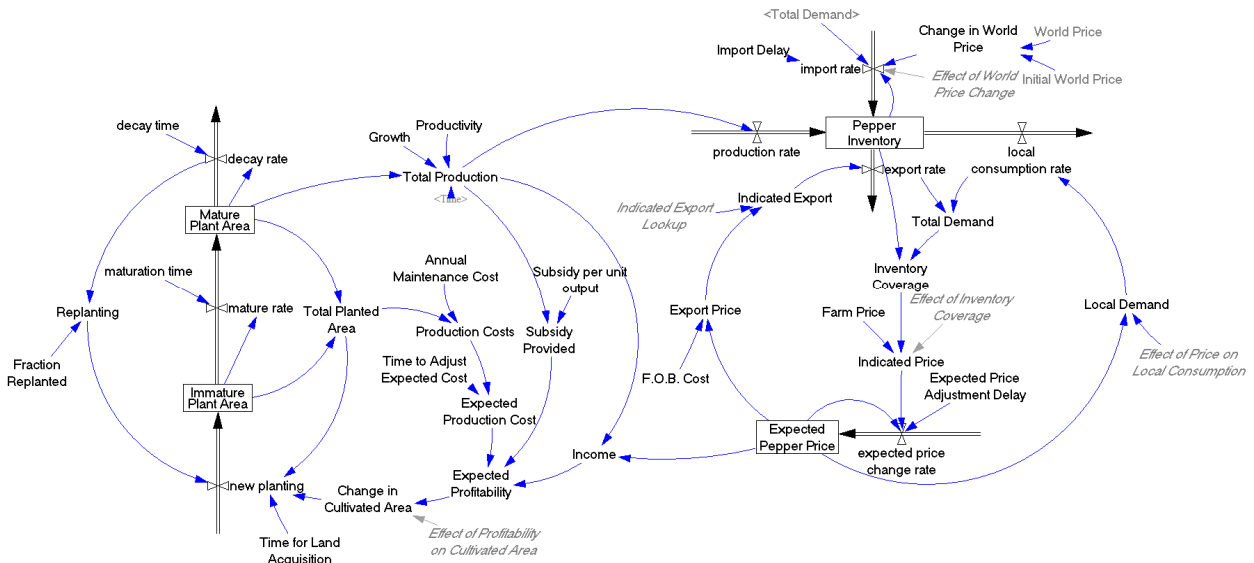 <Total Demand>
Change in World
Price
World Price
Import Delay
import rate
Effect of World
Price Change
Initial World Price
decay time
Productivity
Growth
Pepper
Inventory
production rate
local
consumption rate
decay rate
Total Production
<Time>
export rate
Indicated Export
Indicated Export
Lookup
Total Demand
Mature
Plant Area
Annual
Maintenance Cost
Subsidy per unit
output
Inventory
Coverage
maturation time
mature rate
Replanting
Total Planted
Area
Production Costs
Subsidy
Provided
Export Price
Farm Price
Effect of Inventory
Coverage
Local Demand
Fraction
Replanted
Time to Adjust
Expected Cost
Indicated Price
Effect of Price on
Local Consumption
F.O.B. Cost
Expected Price
Adjustment Delay
Immature
Plant Area
Expected
Production Cost
Expected
Pepper Price
expected price
change rate
Income
new planting
Change in
Cultivated Area
Expected
Profitability
Effect of Profitability
on Cultivated Area
Time for Land
Acquisition